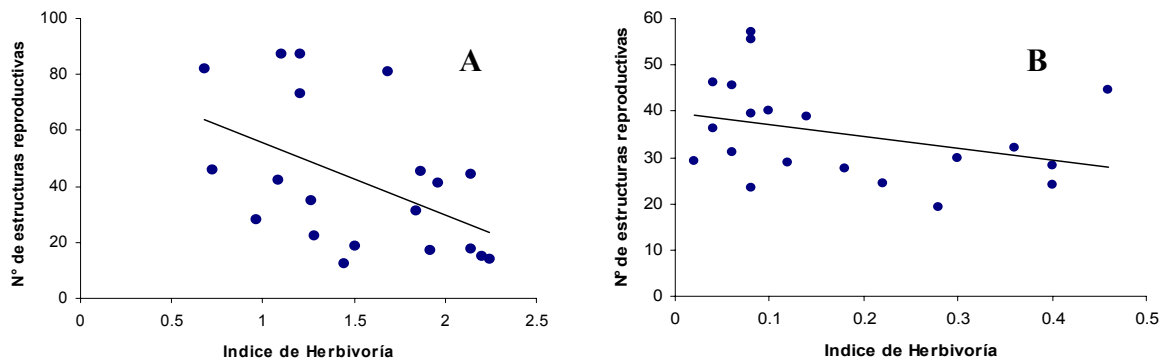 A
N° de estructuras reproductivas
100
80
60
40
20
0
0 0.5 1 1.5 2 2.5
Indice de Herbivoría
B
Nº de estructuras reproductivas
60
50
40
30
20
10
0
0 0.1 0.2 0.3 0.4 0.5
Indice de Herbivoría